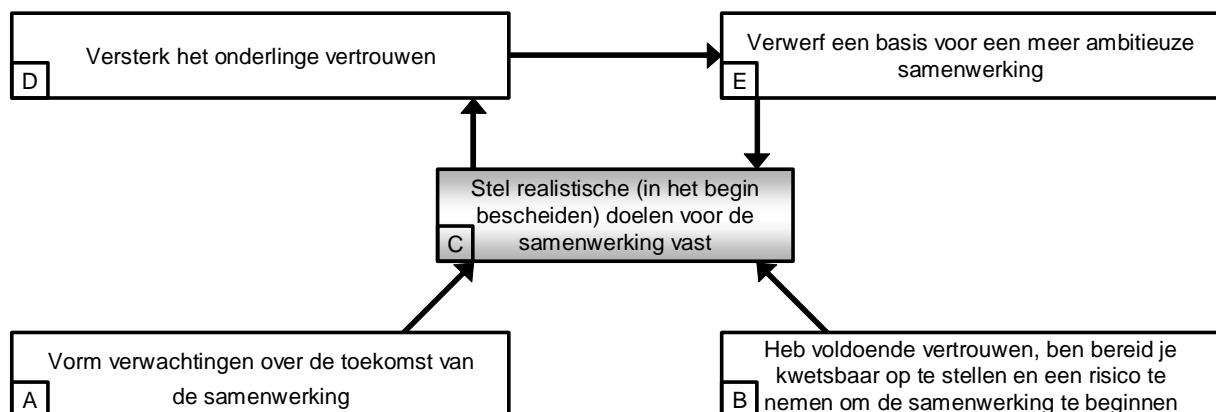 Versterk het onderlinge vertrouwen
D
Verwerf een basis voor een meer ambitieuze
samenwerking
E
Stel realistische (in het begin
bescheiden) doelen voor de
samenwerking vast
C
Vorm verwachtingen over de toekomst van
de samenwerking
A
Heb voldoende vertrouwen, ben bereid je
kwetsbaar op te stellen en een risico te
nemen om de samenwerking te beginnen
B